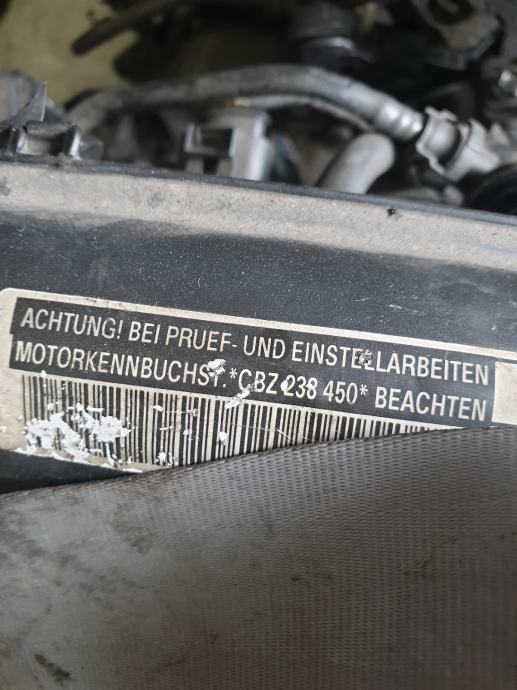 ACHTUNG! BEI PRUEF- UND EINSTELLARBEITEN
MOTORKENNBUCHST. *CBZ 238 450* BEACHTEN